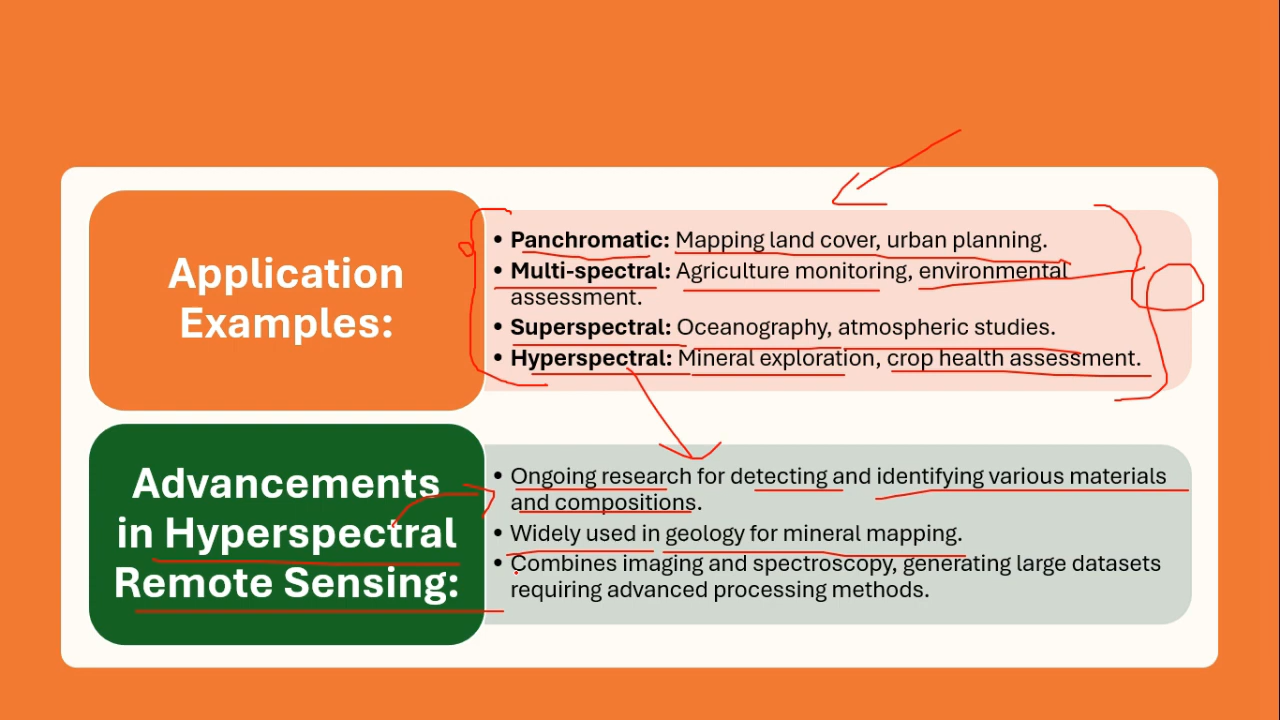 Application
Examples:
• Panchromatic: Mapping land cover, urban planning.
• Multi-spectral: Agriculture monitoring, environmental
assessment.
• Superspectral: Oceanography, atmospheric studies.
• Hyperspectral: Mineral exploration, crop health assessment.
Advancements
in Hyperspectral
Remote Sensing:
• Ongoing research for detecting and identifying various materials
and compositions.
• Widely used in geology for mineral mapping.
• Combines imaging and spectroscopy, generating large datasets
requiring advanced processing methods.